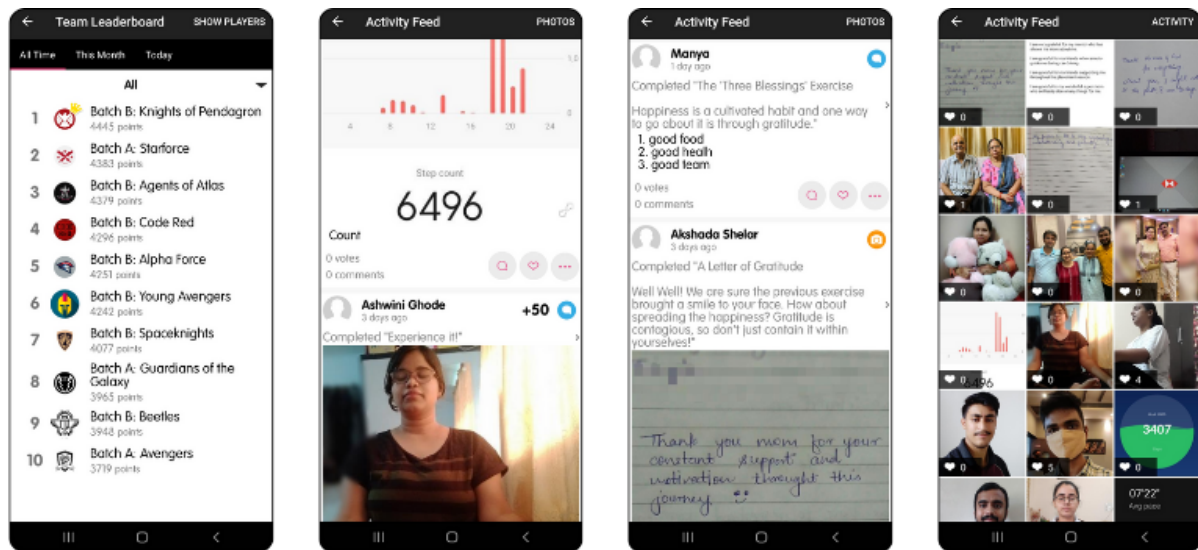 Team Leaderboard
SHOW PLAYERS
All Time
This Month
Today
All
1
Batch B: Knights of Pendagron
4445 points
2
Batch A: Starforce
4383 points
3
Batch B: Agents of Atlas
4379 points
4
Batch B: Code Red
4296 points
5
Batch B: Alpha Force
4251 points
6
Batch B: Young Avengers
4242 points
7
Batch B: Spaceknights
4077 points
8
Batch A: Guardians of the
Galaxy
3965 points
9
Batch B: Beetles
3948 points
10
Batch A: Avengers
3719 points
Activity Feed
PHOTOS
1,0
0
4 8 12 16 20 24
Step count
6496
Count
0 votes
0 comments
Ashwini Ghode
3 days ago
+50
Completed "Experience it!"
Activity Feed
PHOTOS
Manya
1 day ago
Completed "The 'Three Blessings' Exercise
Happiness is a cultivated habit and one way
to go about it is through gratitude."
1. good food
2. good healh
3. good team
0 votes
0 comments
Akshada Shelar
3 days ago
Completed "A Letter of Gratitude
Well Well! We are sure the previous exercise
brought a smile to your face. How about
spreading the happiness? Gratitude is
contagious, so don't just contain it within
yourselves!"
Thank you mom for your
constant support and
motivation throught this
journey
Activity Feed
ACTIVITY
0
0
0
1
0
1
0
0
0
0
6496
0
4
0
5
3407
0
07'22"
Avg pace